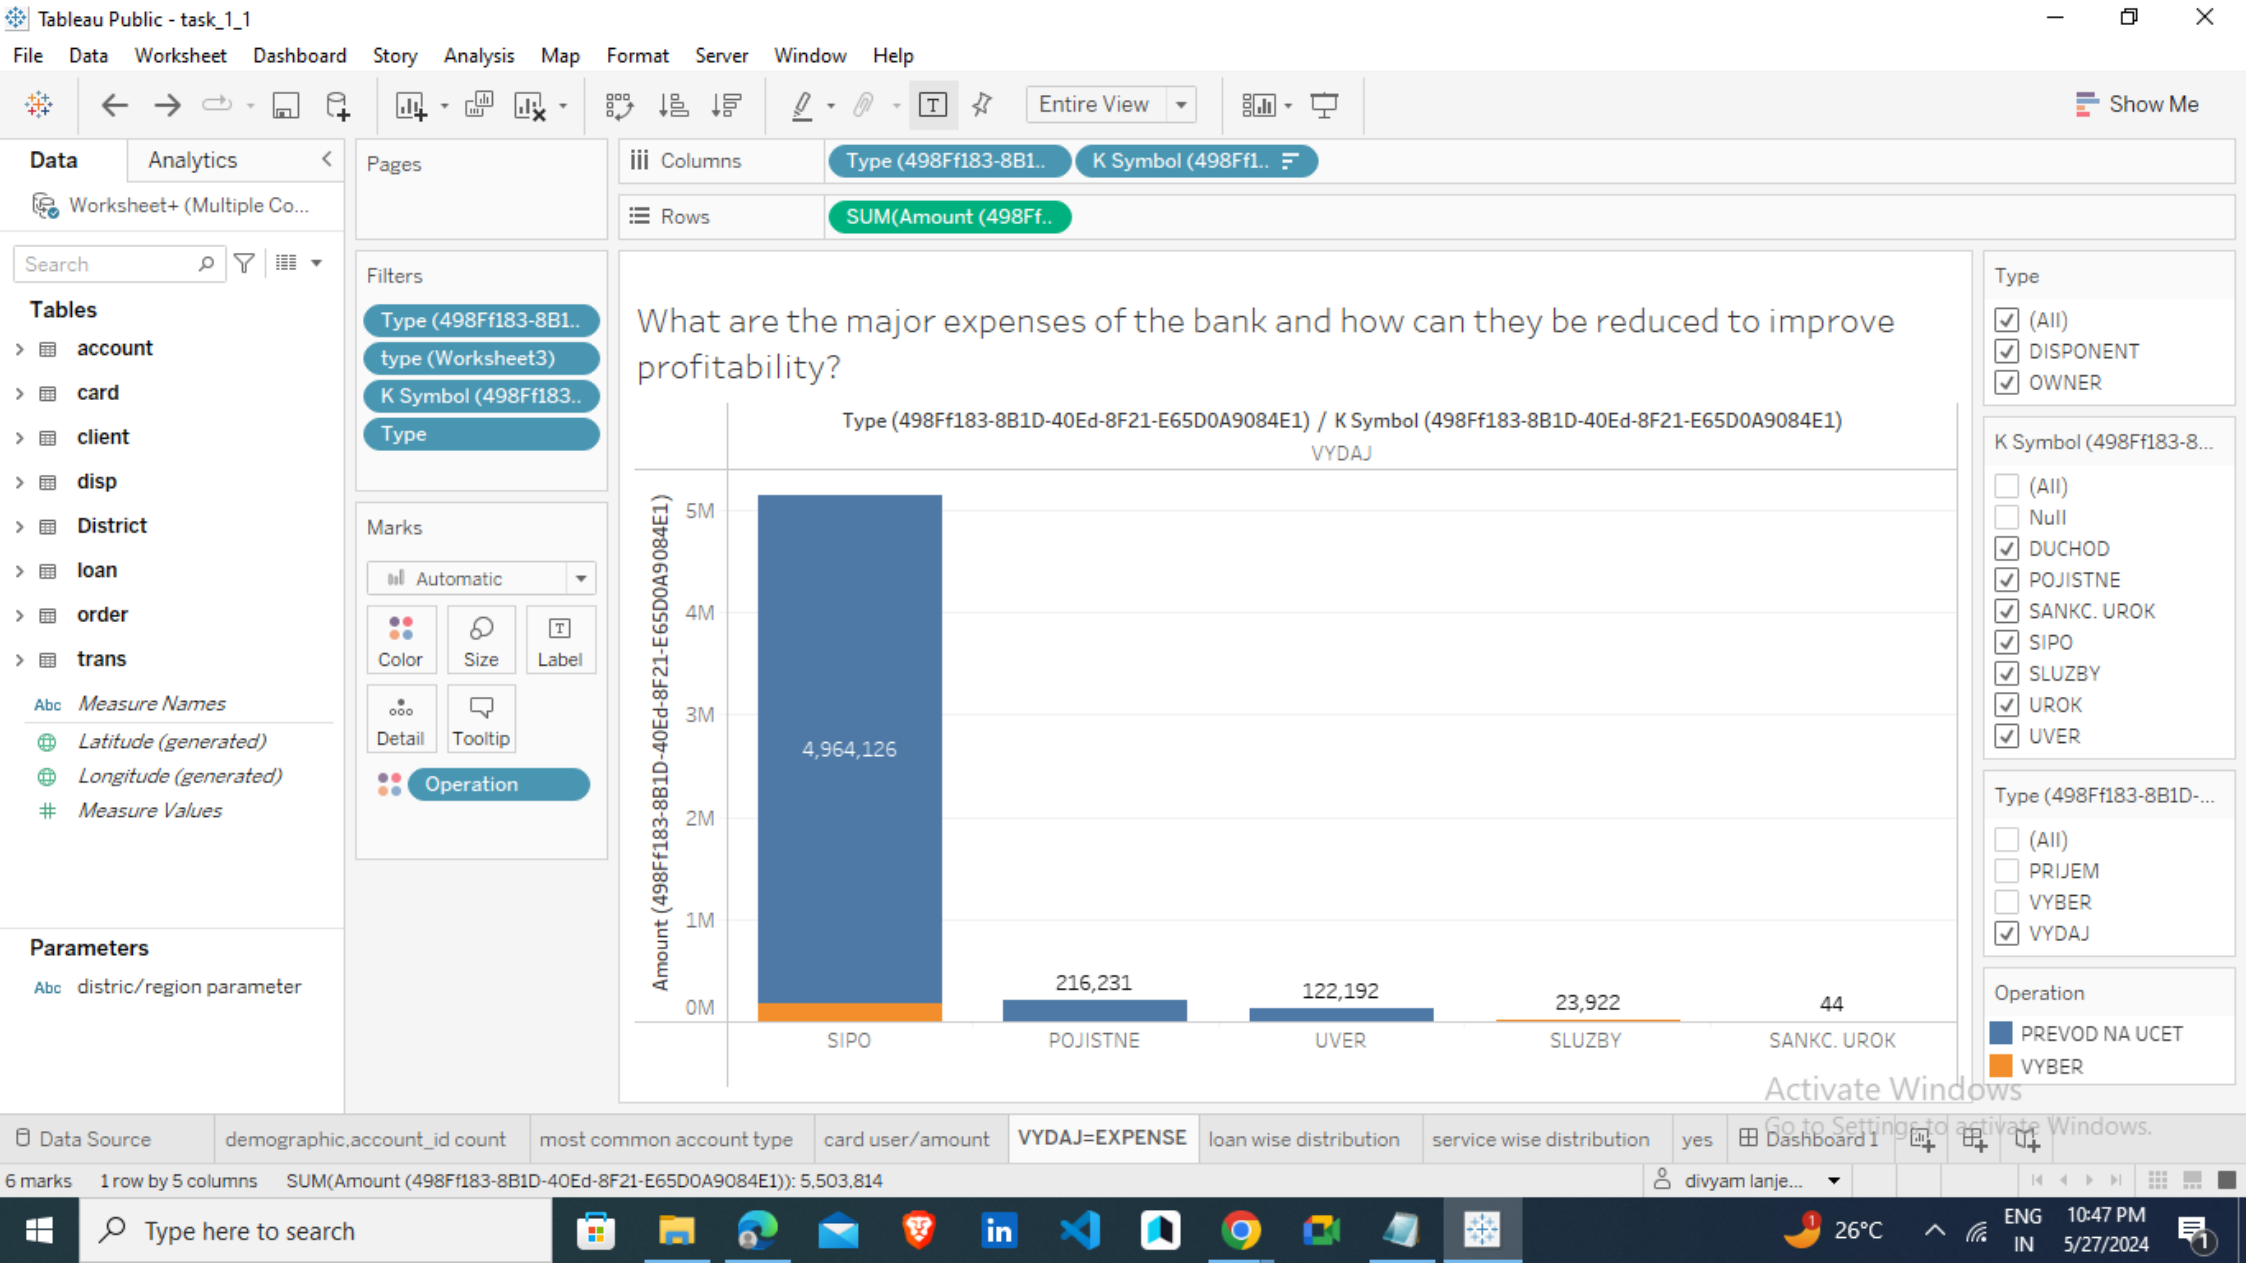 Tableau Public - task_1_1
File Data Worksheet Dashboard Story Analysis Map Format Server Window Help
Entire View
Show Me
Data Analytics
Worksheet+ (Multiple Co...
Search
Tables
account
card
client
disp
District
loan
order
trans
Abc Measure Names
Latitude (generated)
Longitude (generated)
Measure Values
Parameters
Abc distric/region parameter
Pages
Filters
Type (498Ff183-8B1..
type (Worksheet3)
K Symbol (498Ff183..
Type
Marks
Automatic
Color Size Label
Detail Tooltip
Operation
Columns Type (498Ff183-8B1.. K Symbol (498Ff1..
Rows SUM(Amount (498Ff..
What are the major expenses of the bank and how can they be reduced to improve
profitability?
Type (498Ff183-8B1D-40Ed-8F21-E65D0A9084E1) / K Symbol (498Ff183-8B1D-40Ed-8F21-E65D0A9084E1)
VYDAJ
Amount (498Ff183-8B1D-40Ed-8F21-E65D0A9084E1)
5M
4M
3M
2M
1M
0M
4,964,126
216,231
122,192
23,922
44
SIPO POJISTNE UVER SLUZBY SANKC. UROK
Type
(All)
DISPONENT
OWNER
K Symbol (498Ff183-8...
(All)
Null
DUCHOD
POJISTNE
SANKC. UROK
SIPO
SLUZBY
UROK
UVER
Type (498Ff183-8B1D-...
(All)
PRIJEM
VYBER
VYDAJ
Operation
PREVOD NA UCET
VYBER
Activate Windows
Go to Settings to activate Windows.
Data Source demographic,account_id count most common account type card user/amount VYDAJ=EXPENSE loan wise distribution service wise distribution yes Dashboard 1
6 marks 1 row by 5 columns SUM(Amount (498Ff183-8B1D-40Ed-8F21-E65D0A9084E1)): 5,503,814
divyam lanje...
Type here to search
1
26°C
ENG
IN
10:47 PM
5/27/2024
1